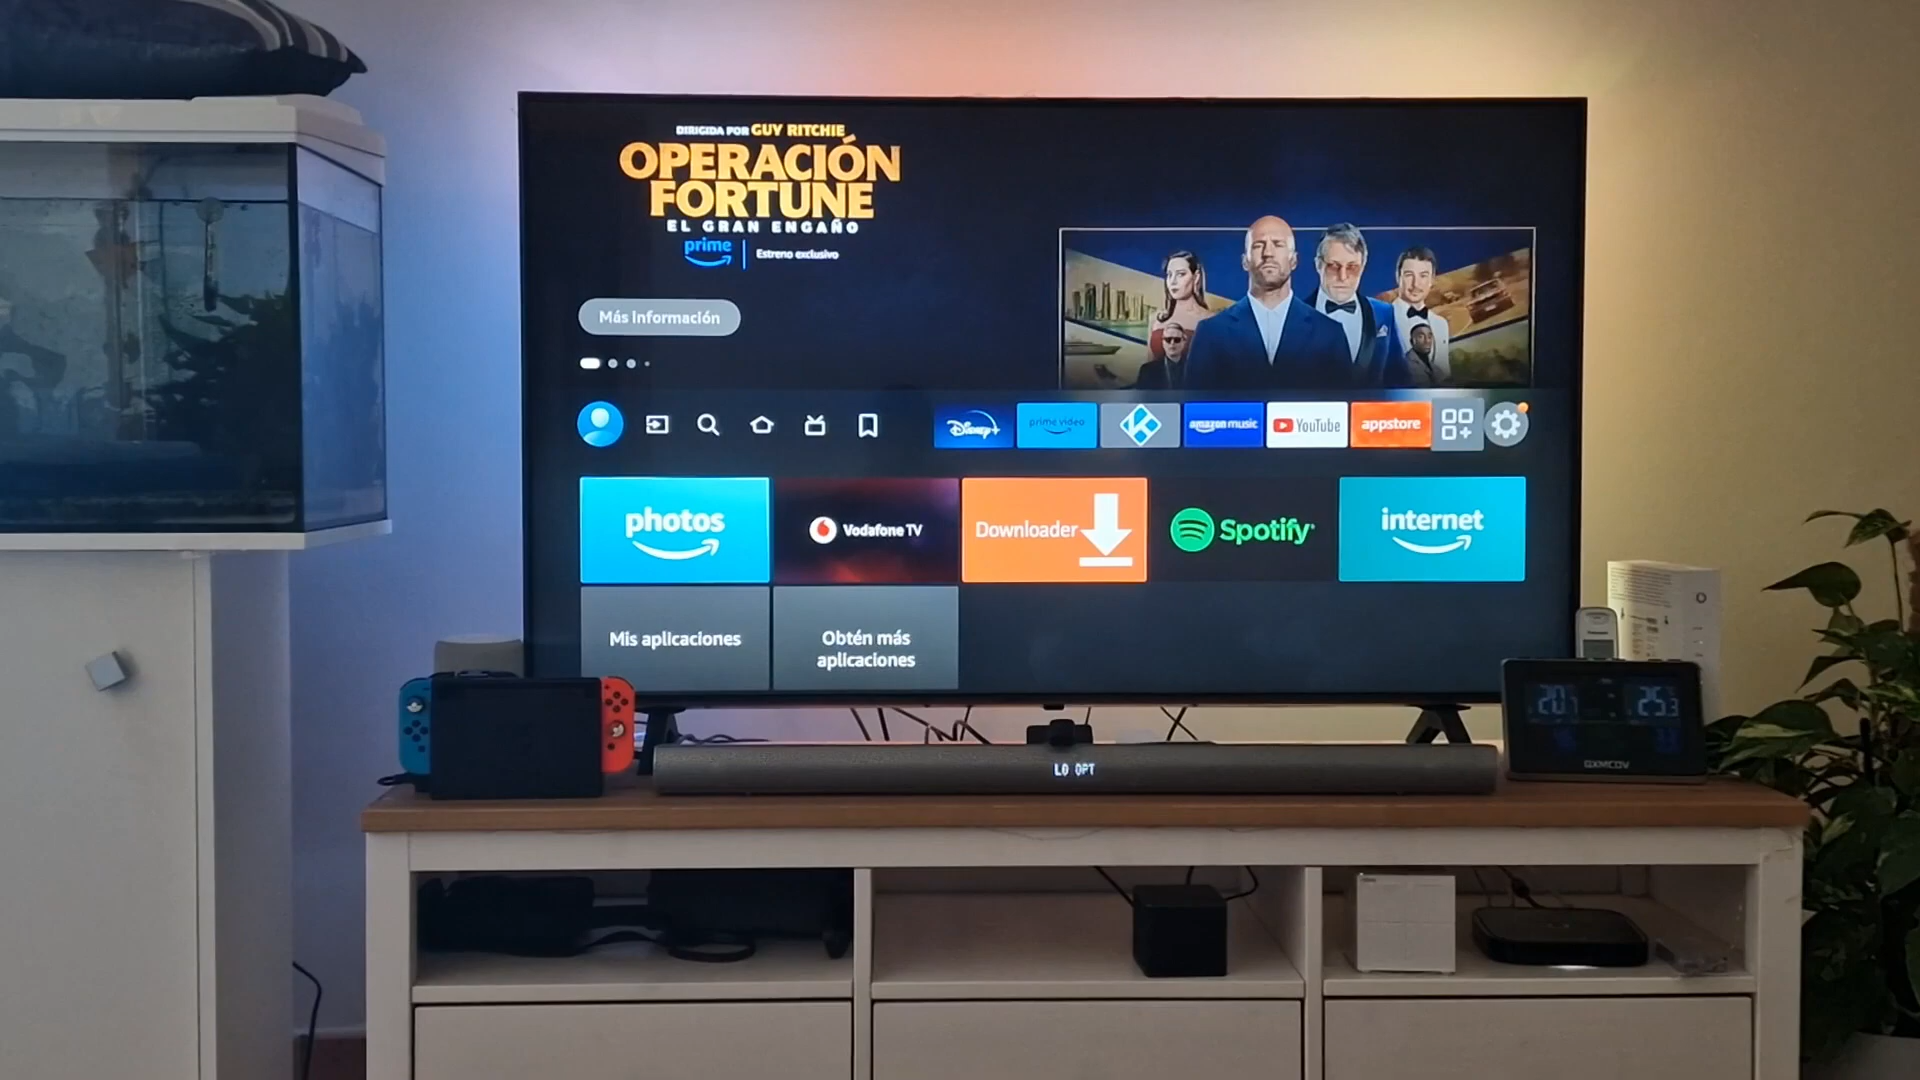 DIRIGIDA POR GUY RITCHIE
OPERACIÓN
FORTUNE
EL GRAN ENGAÑO
prime
Estreno exclusivo
Más información
Disney+
prime video
amazon music
YouTube
appstore
photos
Vodafone TV
Downloader
Spotify
internet
Mis aplicaciones
Obtén más
aplicaciones
LO OPT